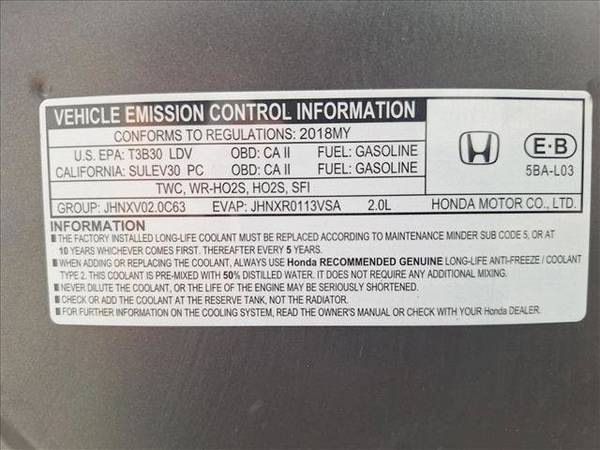 VEHICLE EMISSION CONTROL INFORMATION
CONFORMS TO REGULATIONS: 2018MY
U.S. EPA: T3B30 LDV OBD: CA II FUEL: GASOLINE
CALIFORNIA: SULEV30 PC OBD: CA II FUEL: GASOLINE
TWC, WR-HO2S, HO2S, SFI
GROUP: JHNXV02.0C63 EVAP: JHNXR0113VSA 2.0L
E·B
5BA-L03
HONDA MOTOR CO., LTD.
INFORMATION
THE FACTORY INSTALLED LONG-LIFE COOLANT MUST BE REPLACED ACCORDING TO MAINTENANCE MINDER SUB CODE 5, OR AT
10 YEARS WHICHEVER COMES FIRST. THEREAFTER EVERY 5 YEARS.
WHEN ADDING OR REPLACING THE COOLANT, ALWAYS USE Honda RECOMMENDED GENUINE LONG-LIFE ANTI-FREEZE / COOLANT
TYPE 2. THIS COOLANT IS PRE-MIXED WITH 50% DISTILLED WATER. IT DOES NOT REQUIRE ANY ADDITIONAL MIXING.
NEVER DILUTE THE COOLANT, OR THE LIFE OF THE ENGINE MAY BE SERIOUSLY SHORTENED.
CHECK OR ADD THE COOLANT AT THE RESERVE TANK, NOT THE RADIATOR.
FOR FURTHER INFORMATION ON THE COOLING SYSTEM, READ THE OWNER'S MANUAL OR CHECK WITH YOUR Honda DEALER.